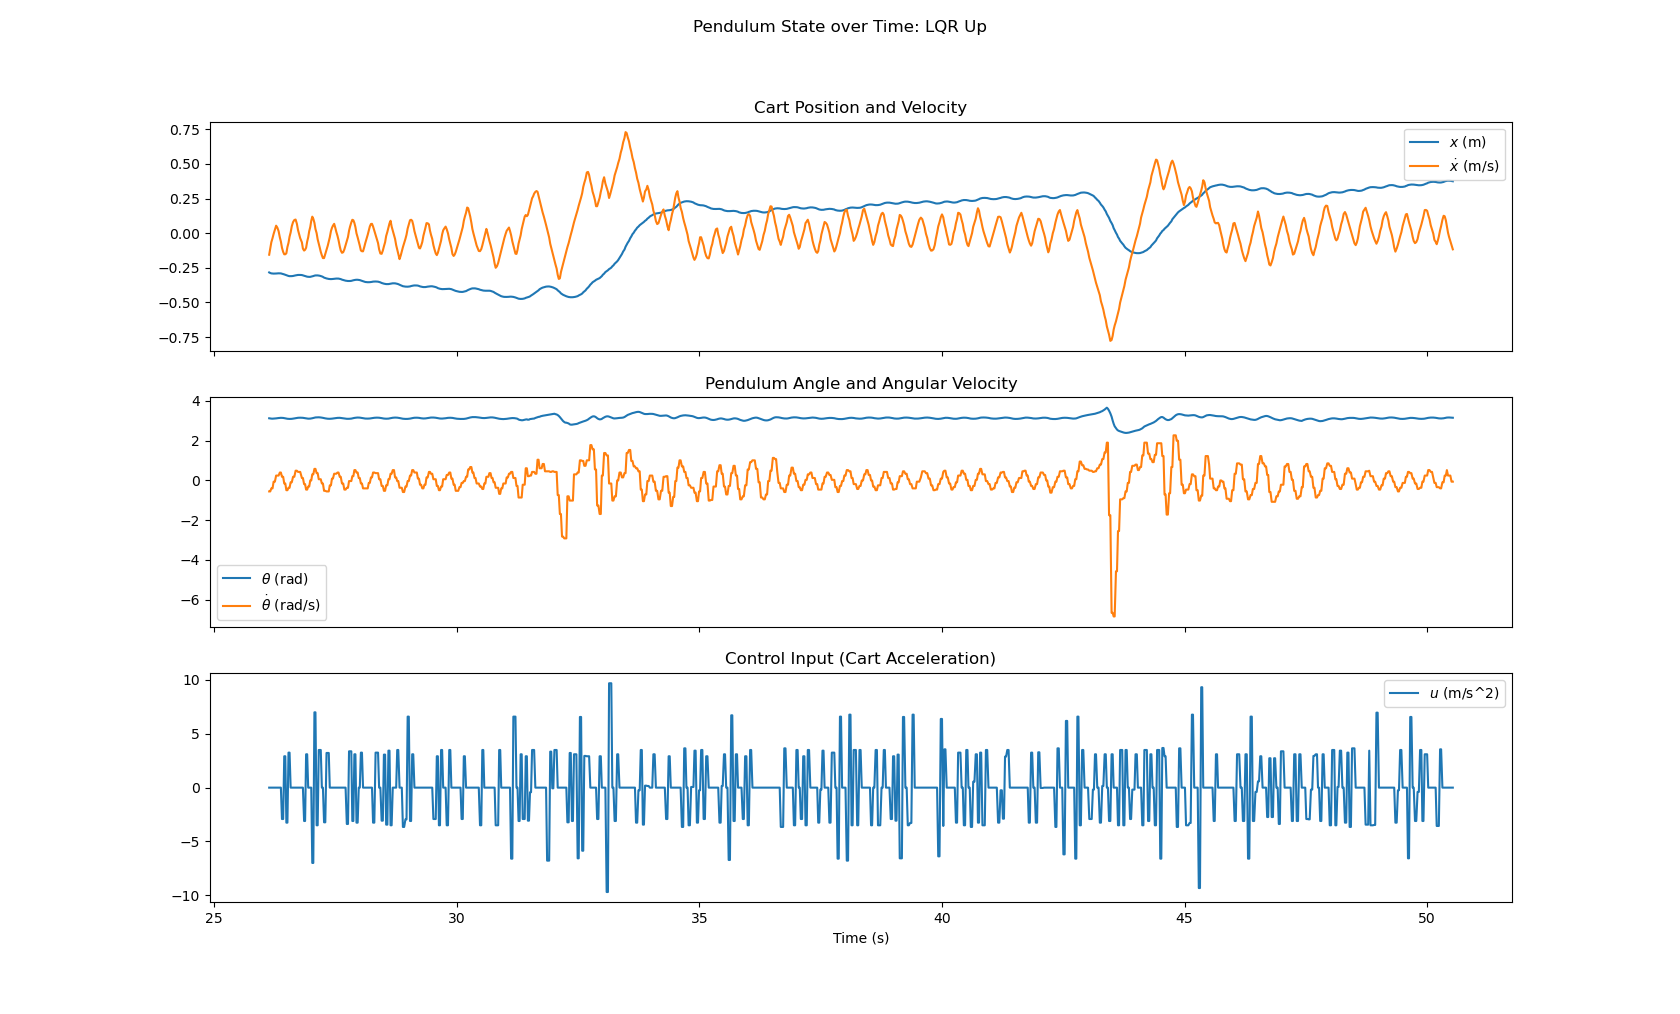 Pendulum State over Time: LQR Up
Cart Position and Velocity
0.75
0.50
0.25
0.00
−0.25
−0.50
−0.75
x (m)
ẋ (m/s)
Pendulum Angle and Angular Velocity
4
2
0
−2
−4
−6
θ (rad)
θ̇ (rad/s)
Control Input (Cart Acceleration)
10
5
0
−5
−10
u (m/s^2)
25 30 35 40 45 50
Time (s)